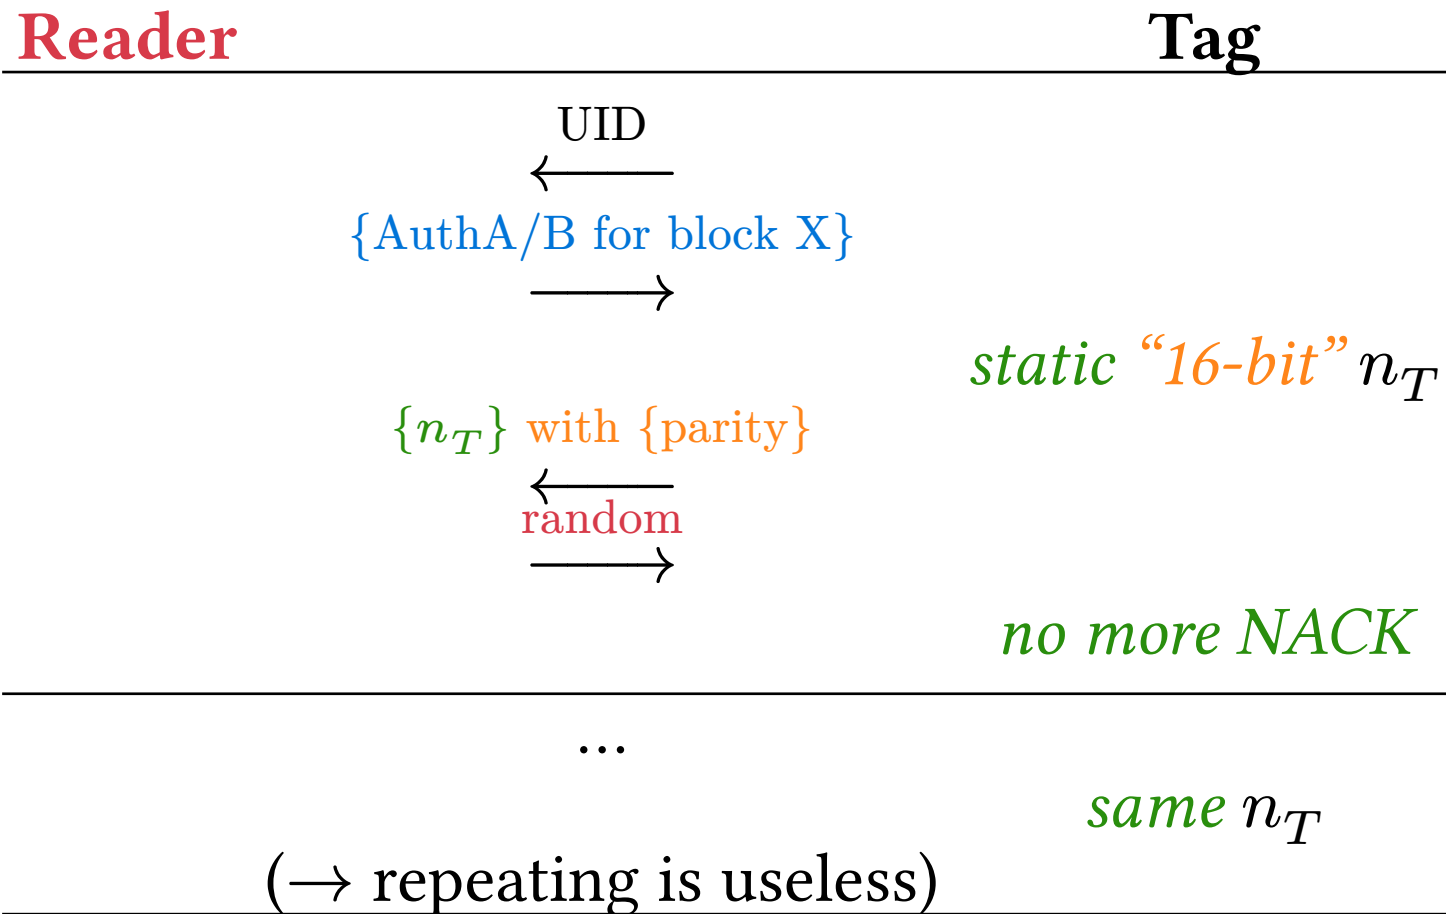 Reader Tag
UID
←
{AuthA/B for block X}
→
static “16-bit” n_T
{n_T} with {parity}
←
random
→
no more NACK
...
same n_T
(→ repeating is useless)